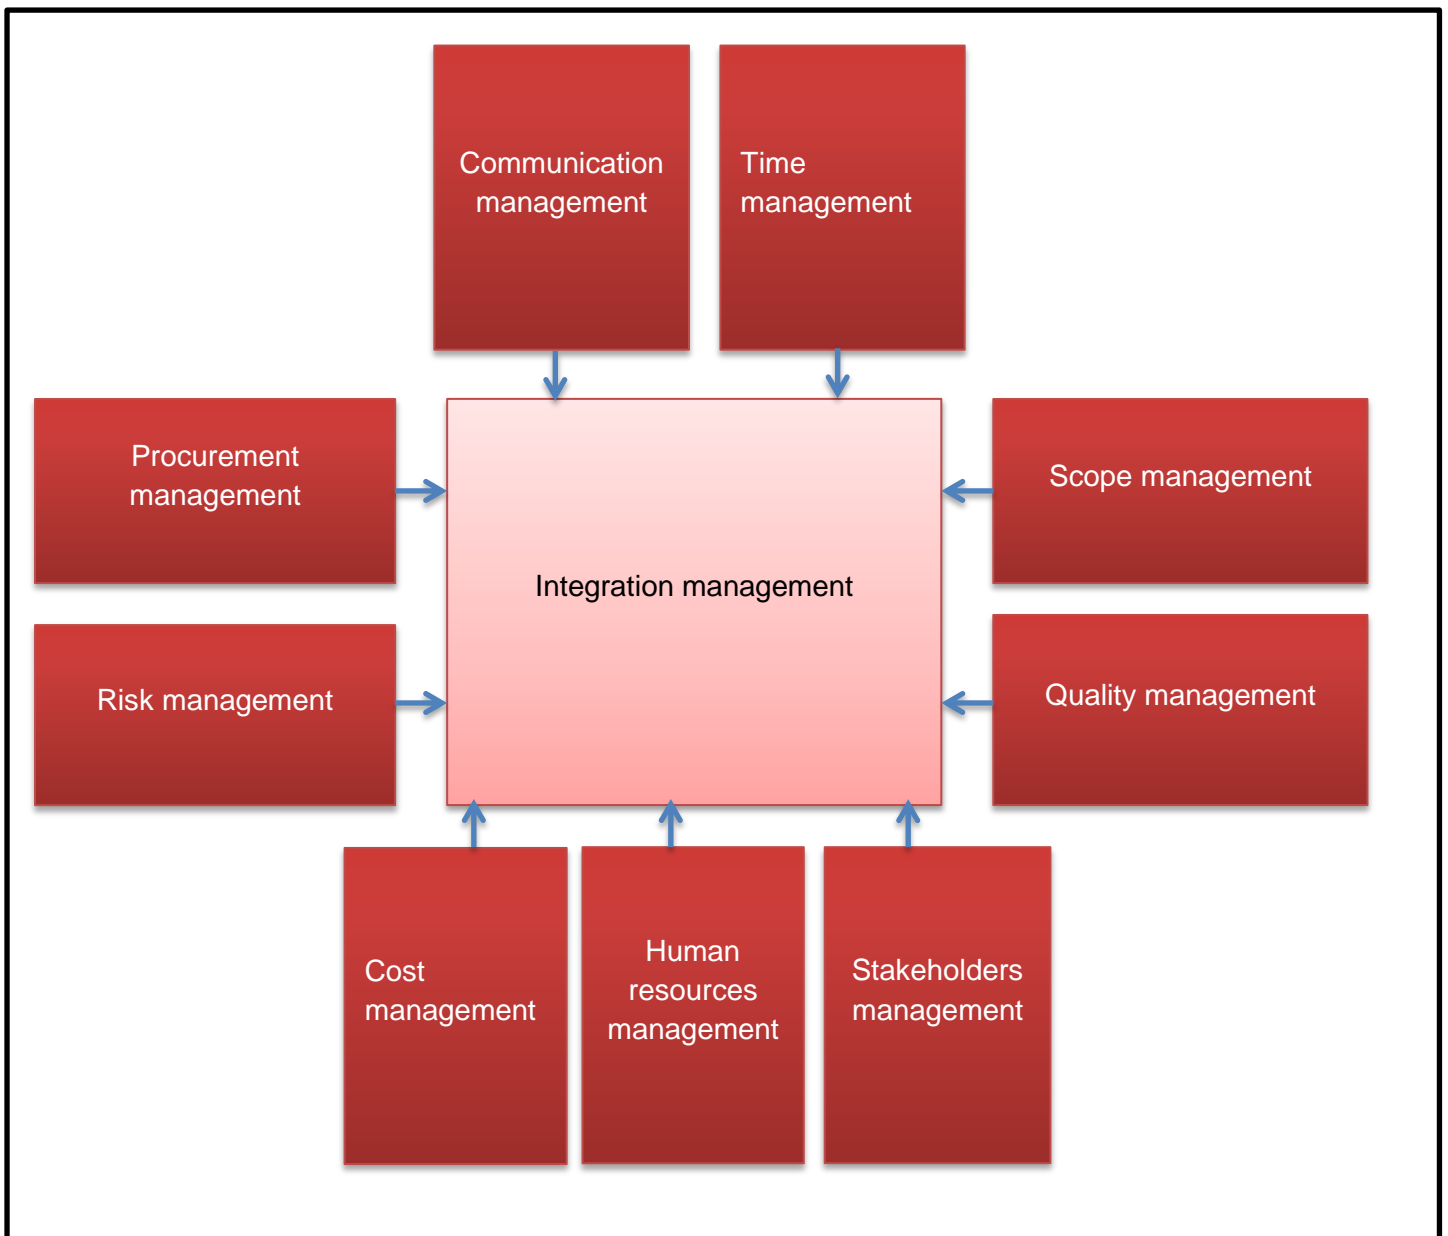 Communication
management
Time
management
Procurement
management
Scope management
Integration management
Risk management
Quality management
Cost
management
Human
resources
management
Stakeholders
management